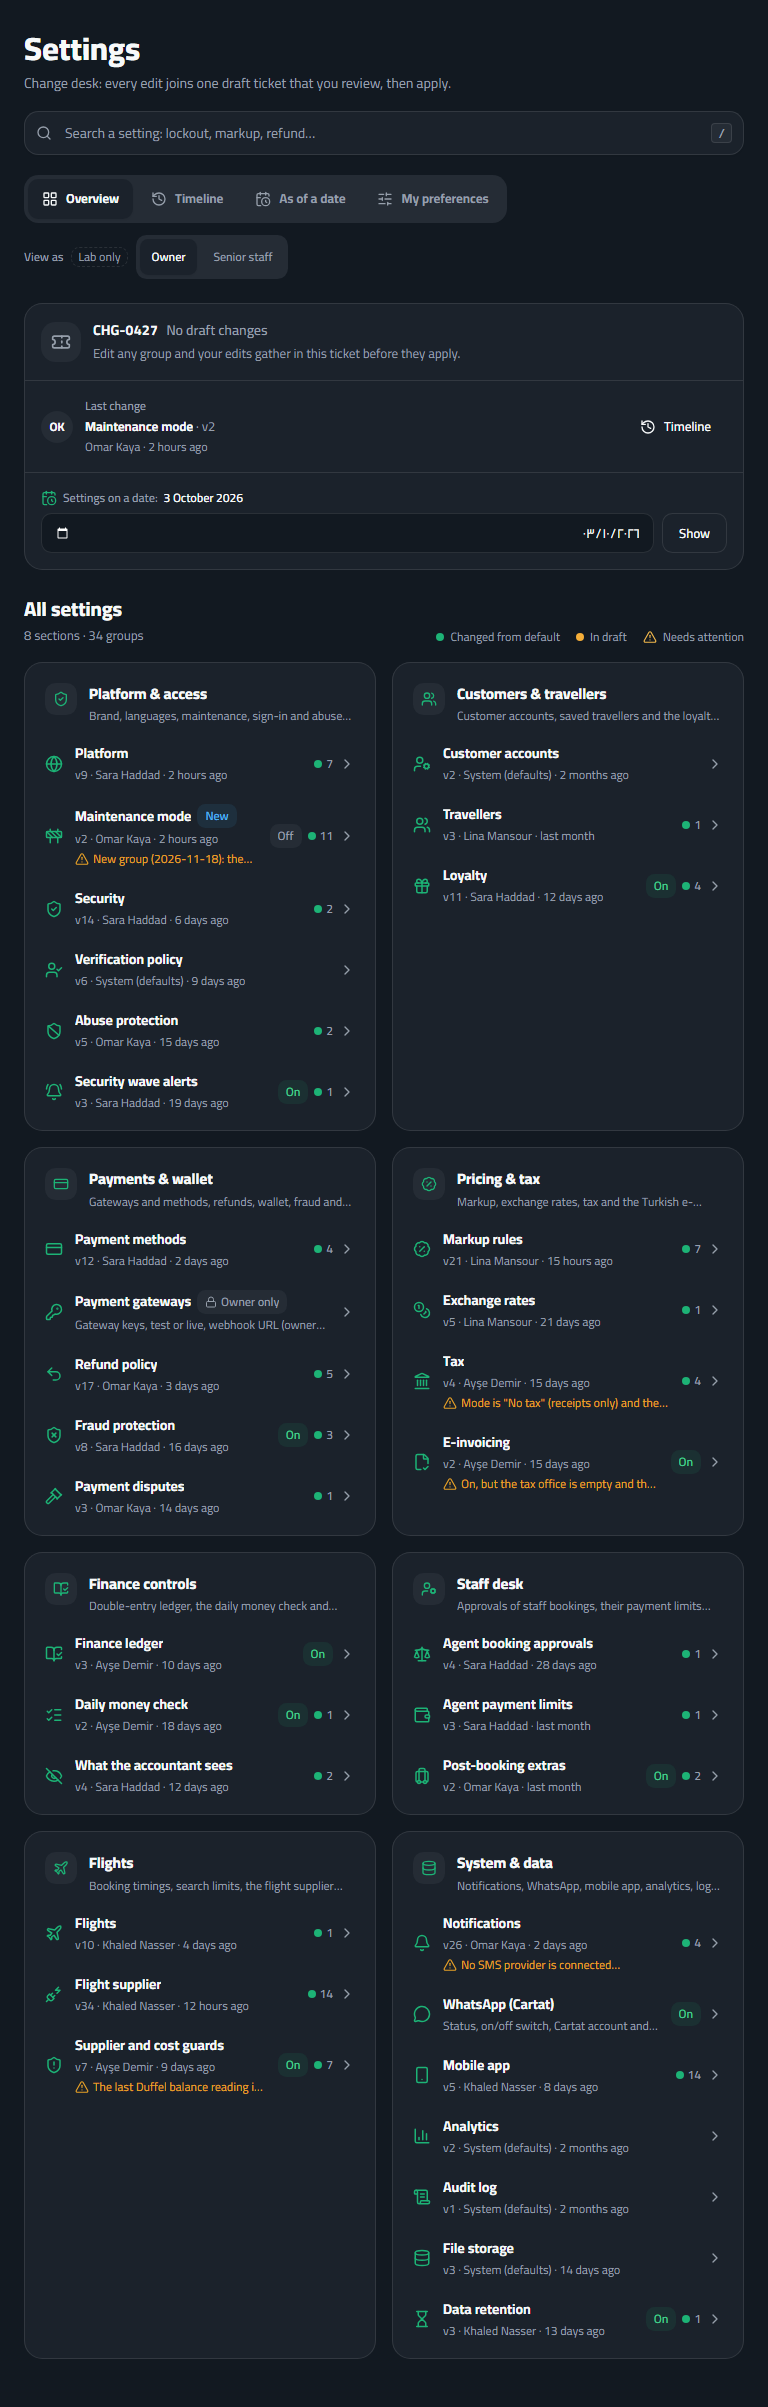 Settings
Change desk: every edit joins one draft ticket that you review, then apply.
Search a setting: lockout, markup, refund... /
Overview Timeline As of a date My preferences
View as Lab only Owner Senior staff
CHG-0427 No draft changes
Edit any group and your edits gather in this ticket before they apply.
Last change
OK Maintenance mode · v2 Timeline
Omar Kaya · 2 hours ago
Settings on a date: 3 October 2026
٠٣/١٠/٢٠٢٦ Show
All settings
8 sections · 34 groups Changed from default In draft Needs attention
Platform & access
Brand, languages, maintenance, sign-in and abuse...
Platform
v9 · Sara Haddad · 2 hours ago 7
Maintenance mode New
v2 · Omar Kaya · 2 hours ago Off 11
New group (2026-11-18): the...
Security
v14 · Sara Haddad · 6 days ago 2
Verification policy
v6 · System (defaults) · 9 days ago
Abuse protection
v5 · Omar Kaya · 15 days ago 2
Security wave alerts
v3 · Sara Haddad · 19 days ago On 1
Customers & travellers
Customer accounts, saved travellers and the loyalt...
Customer accounts
v2 · System (defaults) · 2 months ago
Travellers
v3 · Lina Mansour · last month 1
Loyalty
v11 · Sara Haddad · 12 days ago On 4
Payments & wallet
Gateways and methods, refunds, wallet, fraud and...
Payment methods
v12 · Sara Haddad · 2 days ago 4
Payment gateways Owner only
Gateway keys, test or live, webhook URL (owner...
Refund policy
v17 · Omar Kaya · 3 days ago 5
Fraud protection
v8 · Sara Haddad · 16 days ago On 3
Payment disputes
v3 · Omar Kaya · 14 days ago 1
Pricing & tax
Markup, exchange rates, tax and the Turkish e-...
Markup rules
v21 · Lina Mansour · 15 hours ago 7
Exchange rates
v5 · Lina Mansour · 21 days ago 1
Tax
v4 · Ayşe Demir · 15 days ago 4
Mode is "No tax" (receipts only) and the...
E-invoicing
v2 · Ayşe Demir · 15 days ago On
On, but the tax office is empty and th...
Finance controls
Double-entry ledger, the daily money check and...
Finance ledger
v3 · Ayşe Demir · 10 days ago On
Daily money check
v2 · Ayşe Demir · 18 days ago On 1
What the accountant sees
v4 · Sara Haddad · 12 days ago 2
Staff desk
Approvals of staff bookings, their payment limits...
Agent booking approvals
v4 · Sara Haddad · 28 days ago 1
Agent payment limits
v3 · Sara Haddad · last month 1
Post-booking extras
v2 · Omar Kaya · last month On 2
Flights
Booking timings, search limits, the flight supplier...
Flights
v10 · Khaled Nasser · 4 days ago 1
Flight supplier
v34 · Khaled Nasser · 12 hours ago 14
Supplier and cost guards
v7 · Ayşe Demir · 9 days ago On 7
The last Duffel balance reading i...
System & data
Notifications, WhatsApp, mobile app, analytics, log...
Notifications
v26 · Omar Kaya · 2 days ago 4
No SMS provider is connected...
WhatsApp (Cartat)
Status, on/off switch, Cartat account and... On
Mobile app
v5 · Khaled Nasser · 8 days ago 14
Analytics
v2 · System (defaults) · 2 months ago
Audit log
v1 · System (defaults) · 2 months ago
File storage
v3 · System (defaults) · 14 days ago
Data retention
v3 · Khaled Nasser · 13 days ago On 1